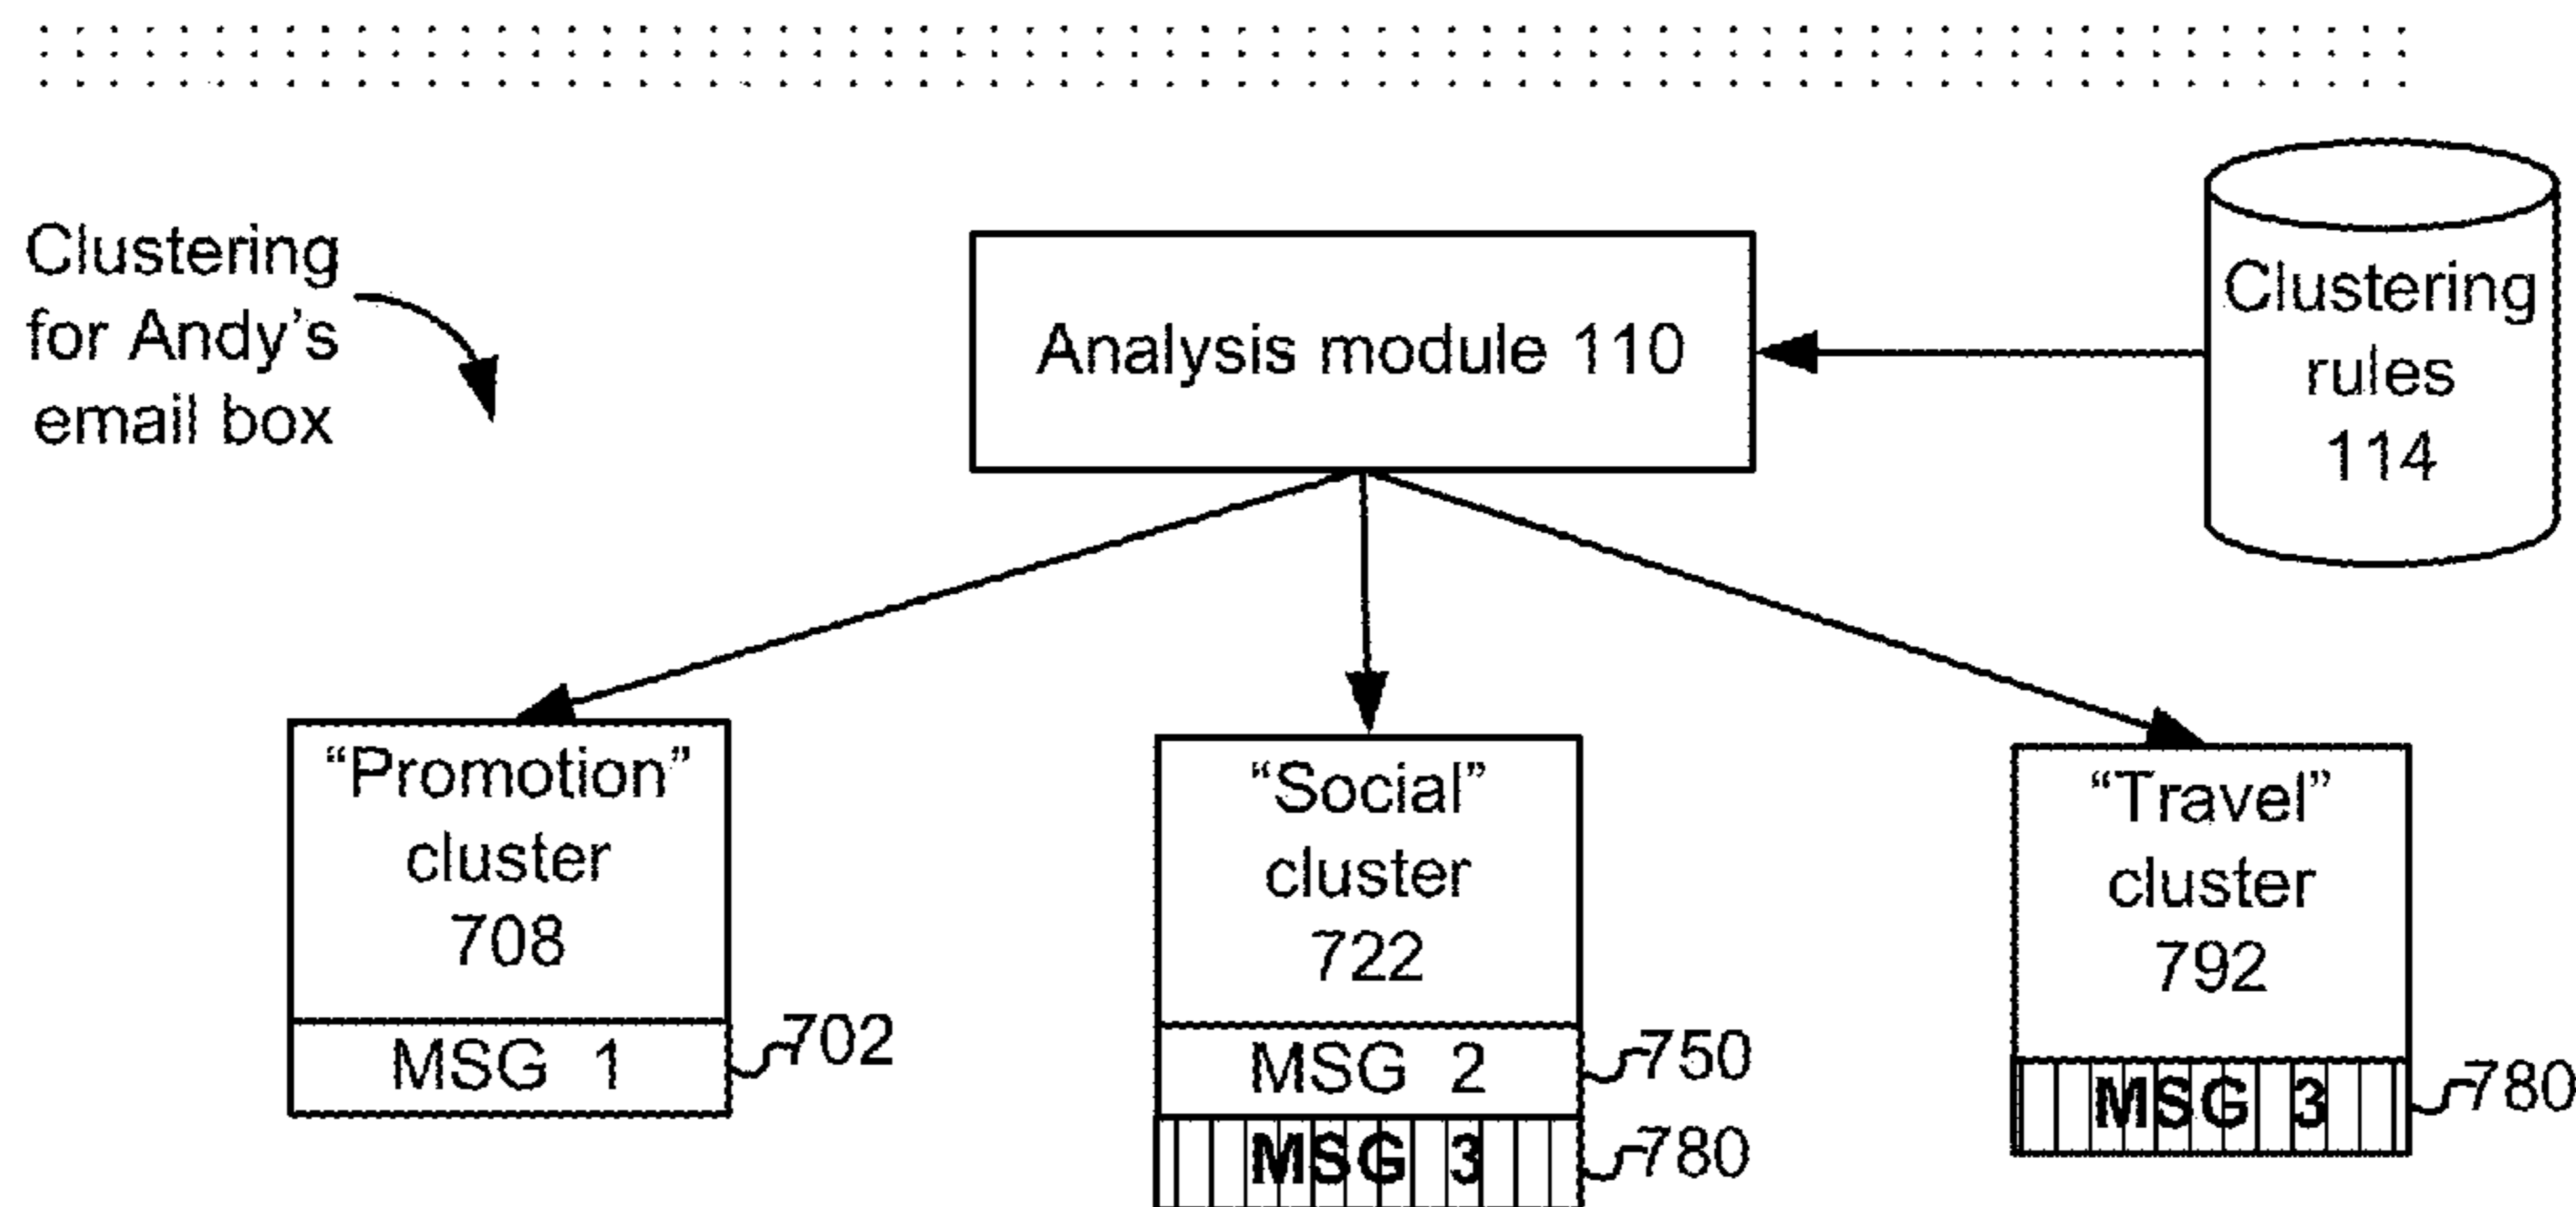 Clustering
for Andy's
email box
Analysis module 110
Clustering
rules
114
“Promotion”
cluster
708
MSG 1
702
“Social”
cluster
722
MSG 2
750
MSG 3
780
“Travel”
cluster
792
MSG 3
780